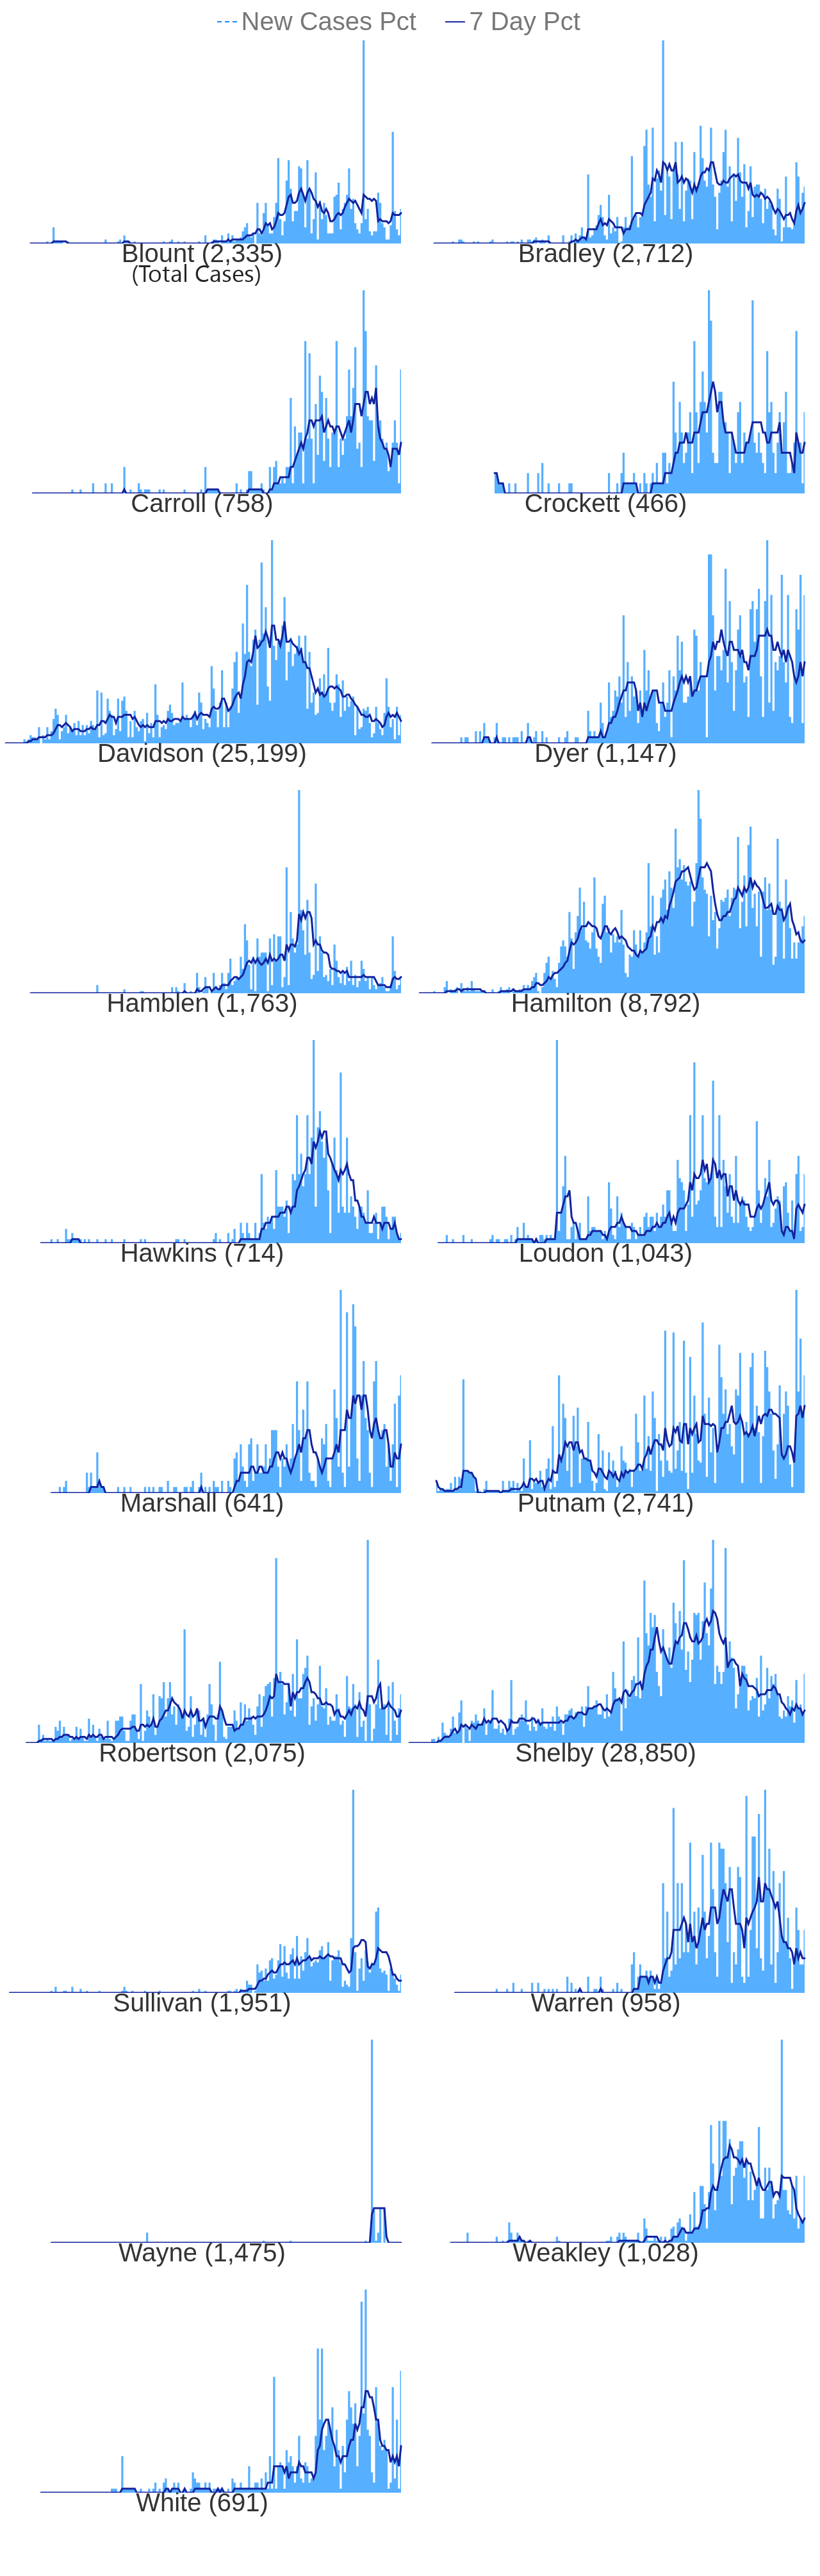 New Cases Pct 7 Day Pct
Blount (2,335) Bradley (2,712)
(Total Cases)
Carroll (758) Crockett (466)
Davidson (25,199) Dyer (1,147)
Hamblen (1,763) Hamilton (8,792)
Hawkins (714) Loudon (1,043)
Marshall (641) Putnam (2,741)
Robertson (2,075) Shelby (28,850)
Sullivan (1,951) Warren (958)
Wayne (1,475) Weakley (1,028)
White (691)